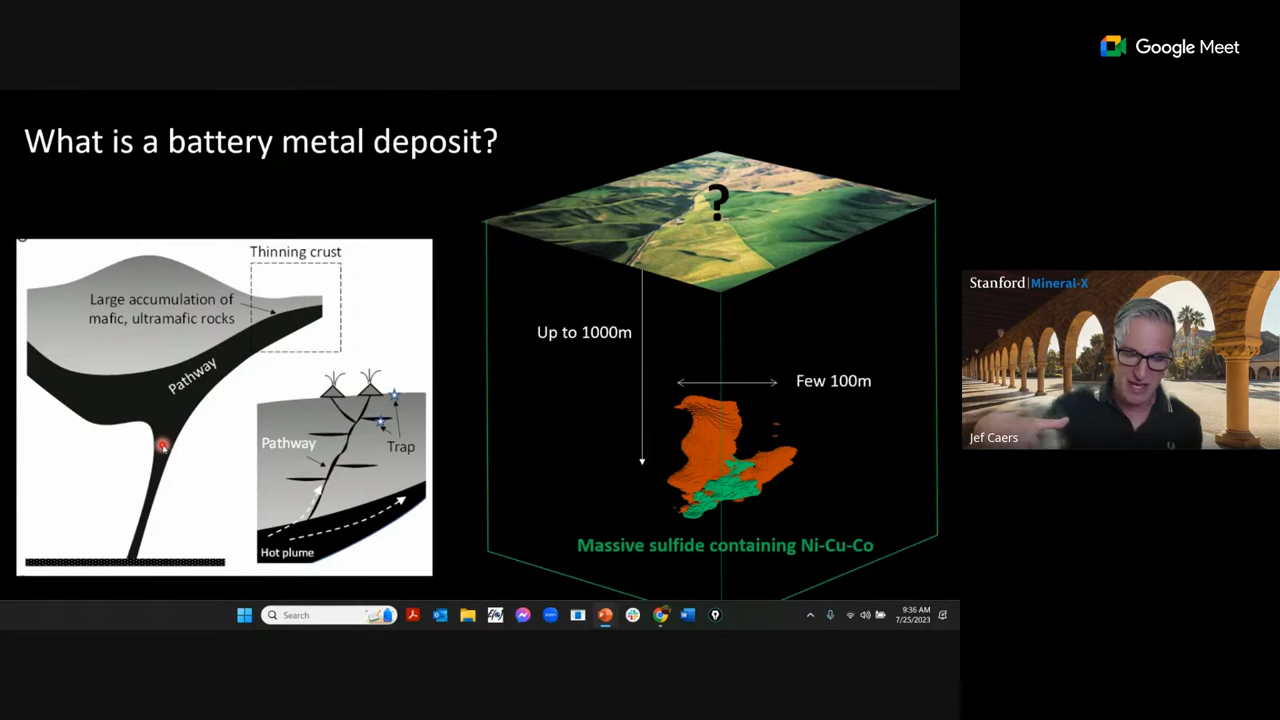 Google Meet
What is a battery metal deposit?
Thinning crust
Large accumulation of
mafic, ultramafic rocks
Pathway
Pathway
Trap
Hot plume
?
Up to 1000m
Few 100m
Massive sulfide containing Ni-Cu-Co
Stanford | Mineral-X
Jef Caers
Search
9:36 AM
7/25/2023